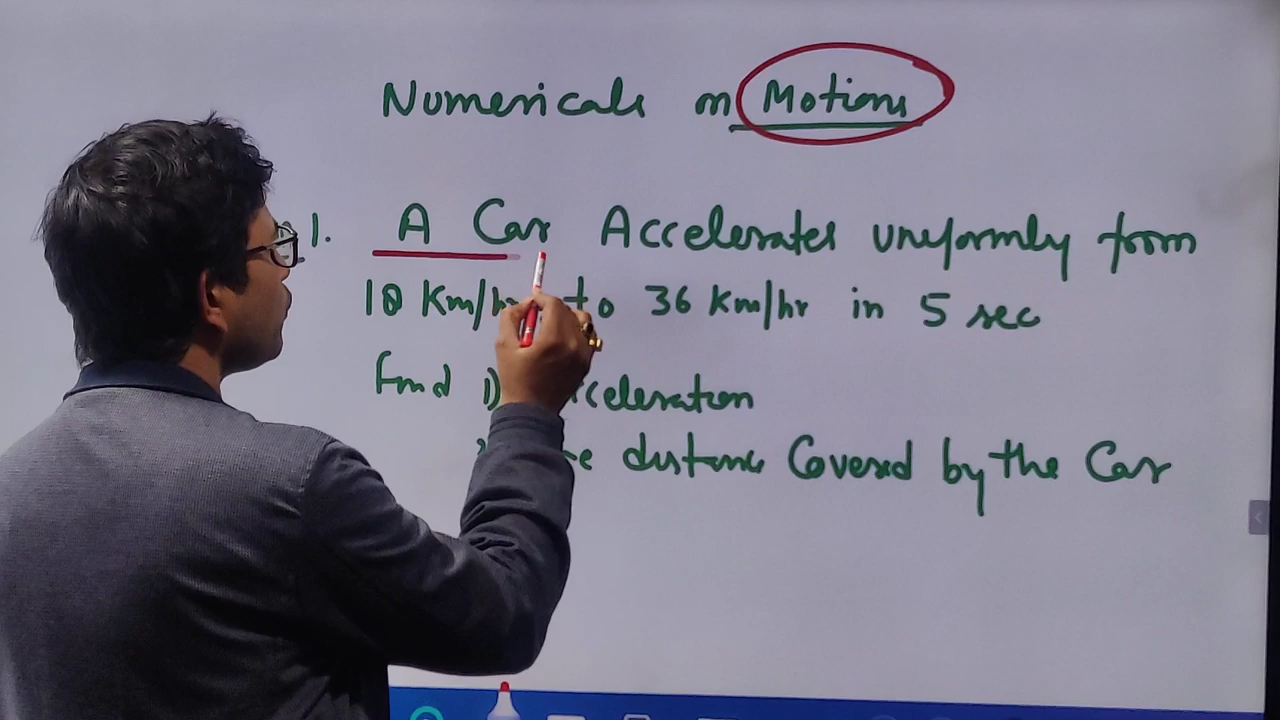 Numericals on Motions
1. A Car Accelerates uniformly from
18 Km/hr to 36 Km/hr in 5 sec
Find 1)
distance Covered by the Car